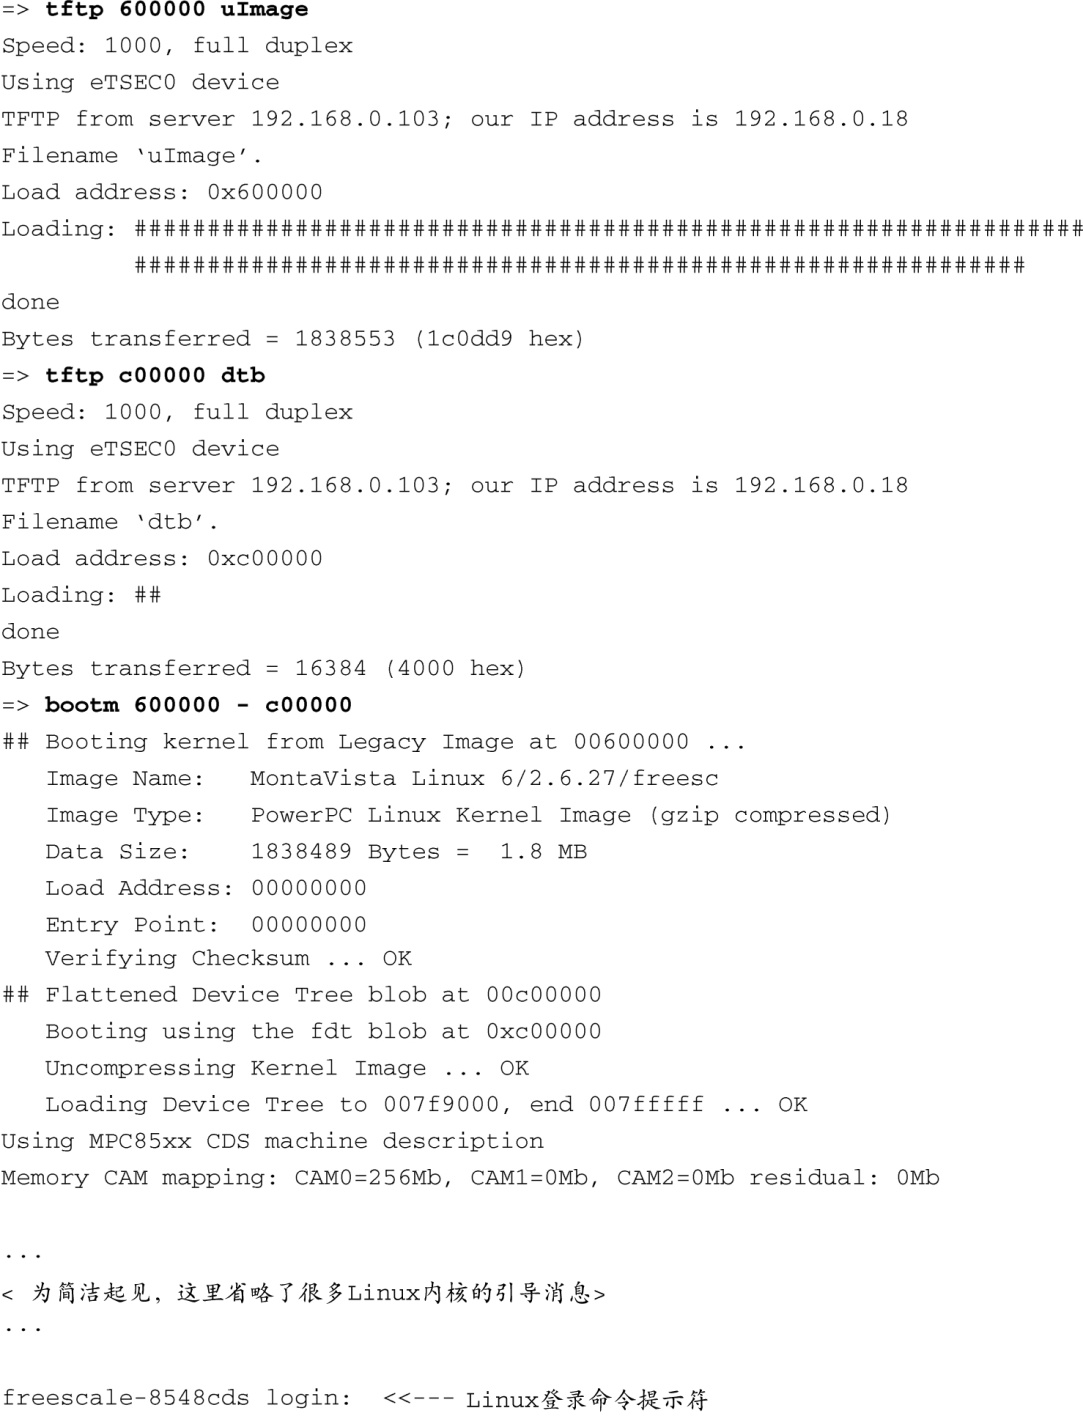 => tftp 600000 uImage
Speed: 1000, full duplex
Using eTSEC0 device
TFTP from server 192.168.0.103; our IP address is 192.168.0.18
Filename ‘uImage’.
Load address: 0x600000
Loading: #################################################################
         #############################################################
done
Bytes transferred = 1838553 (1c0dd9 hex)
=> tftp c00000 dtb
Speed: 1000, full duplex
Using eTSEC0 device
TFTP from server 192.168.0.103; our IP address is 192.168.0.18
Filename ‘dtb’.
Load address: 0xc00000
Loading: ##
done
Bytes transferred = 16384 (4000 hex)
=> bootm 600000 - c00000
## Booting kernel from Legacy Image at 00600000 ...
   Image Name:   MontaVista Linux 6/2.6.27/freesc
   Image Type:   PowerPC Linux Kernel Image (gzip compressed)
   Data Size:    1838489 Bytes =  1.8 MB
   Load Address: 00000000
   Entry Point:  00000000
   Verifying Checksum ... OK
## Flattened Device Tree blob at 00c00000
   Booting using the fdt blob at 0xc00000
   Uncompressing Kernel Image ... OK
   Loading Device Tree to 007f9000, end 007fffff ... OK
Using MPC85xx CDS machine description
Memory CAM mapping: CAM0=256Mb, CAM1=0Mb, CAM2=0Mb residual: 0Mb
...
< 为简洁起见，这里省略了很多Linux内核的引导消息>
...
freescale-8548cds login:  <<--- Linux登录命令提示符